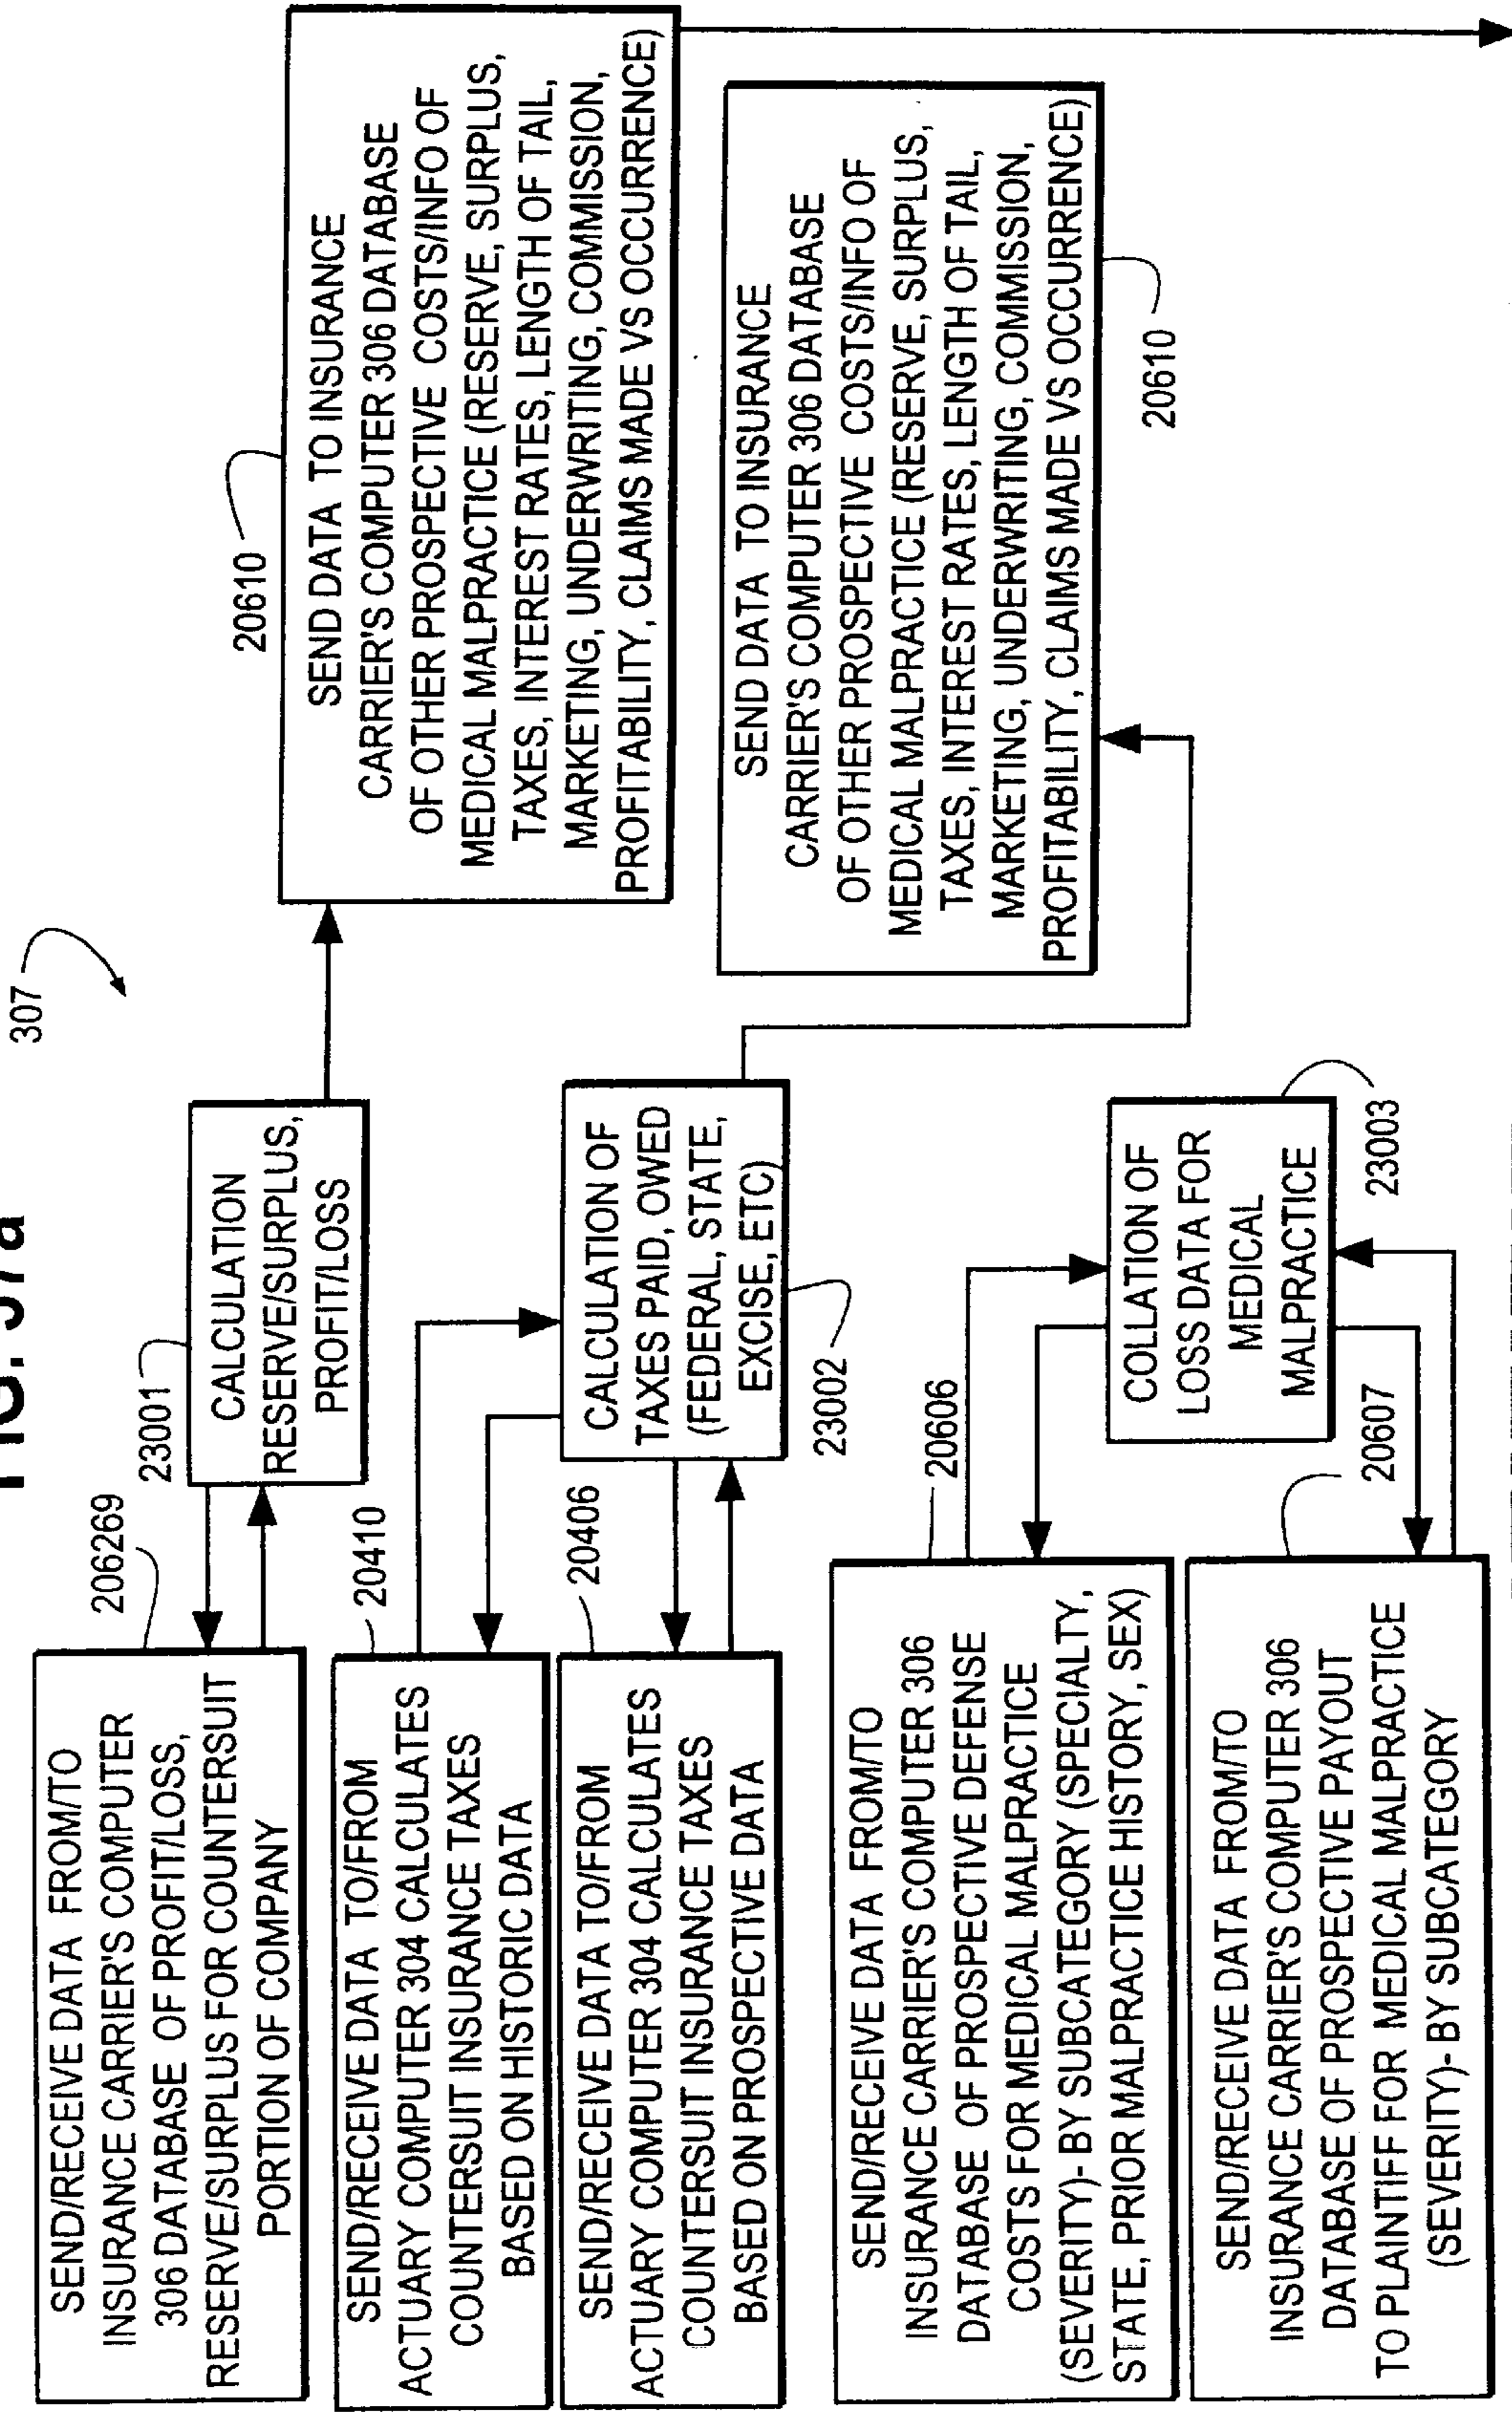 307
206269
SEND/RECEIVE DATA FROM/TO
INSURANCE CARRIER'S COMPUTER
306 DATABASE OF PROFIT/LOSS,
RESERVE/SURPLUS FOR COUNTERSUIT
PORTION OF COMPANY
23001
CALCULATION
RESERVE/SURPLUS,
PROFIT/LOSS
20610
SEND DATA TO INSURANCE
CARRIER'S COMPUTER 306 DATABASE
OF OTHER PROSPECTIVE COSTS/INFO OF
MEDICAL MALPRACTICE (RESERVE, SURPLUS,
TAXES, INTEREST RATES, LENGTH OF TAIL,
MARKETING, UNDERWRITING, COMMISSION,
PROFITABILITY, CLAIMS MADE VS OCCURRENCE)
20410
SEND/RECEIVE DATA TO/FROM
ACTUARY COMPUTER 304 CALCULATES
COUNTERSUIT INSURANCE TAXES
BASED ON HISTORIC DATA
20406
SEND/RECEIVE DATA TO/FROM
ACTUARY COMPUTER 304 CALCULATES
COUNTERSUIT INSURANCE TAXES
BASED ON PROSPECTIVE DATA
CALCULATION OF
TAXES PAID, OWED
(FEDERAL, STATE,
EXCISE, ETC)
23002
SEND DATA TO INSURANCE
CARRIER'S COMPUTER 306 DATABASE
OF OTHER PROSPECTIVE COSTS/INFO OF
MEDICAL MALPRACTICE (RESERVE, SURPLUS,
TAXES, INTEREST RATES, LENGTH OF TAIL,
MARKETING, UNDERWRITING, COMMISSION,
PROFITABILITY, CLAIMS MADE VS OCCURRENCE)
20610
20606
SEND/RECEIVE DATA FROM/TO
INSURANCE CARRIER'S COMPUTER 306
DATABASE OF PROSPECTIVE DEFENSE
COSTS FOR MEDICAL MALPRACTICE
(SEVERITY)- BY SUBCATEGORY (SPECIALTY,
STATE, PRIOR MALPRACTICE HISTORY, SEX)
20607
SEND/RECEIVE DATA FROM/TO
INSURANCE CARRIER'S COMPUTER 306
DATABASE OF PROSPECTIVE PAYOUT
TO PLAINTIFF FOR MEDICAL MALPRACTICE
(SEVERITY)- BY SUBCATEGORY
COLLATION OF
LOSS DATA FOR
MEDICAL
MALPRACTICE
23003